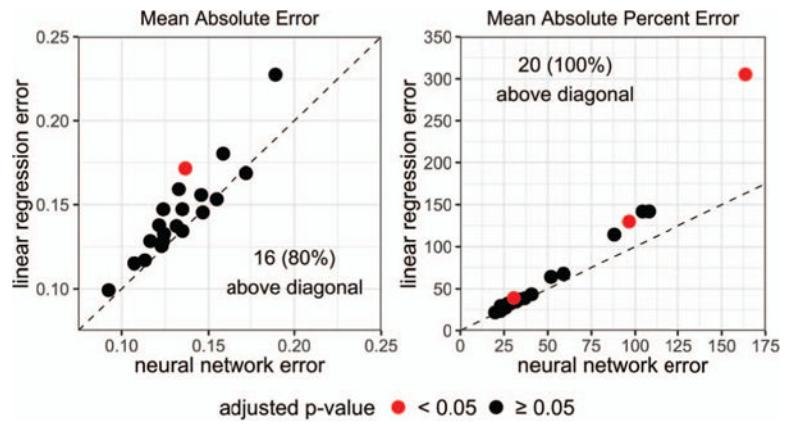 Mean Absolute Error
linear regression error
0.25
0.20
0.15
0.10
16 (80%)
above diagonal
0.10 0.15 0.20 0.25
neural network error
Mean Absolute Percent Error
linear regression error
350
300
250
200
150
100
50
0
20 (100%)
above diagonal
0 25 50 75 100 125 150 175
neural network error
adjusted p-value < 0.05 ≥ 0.05